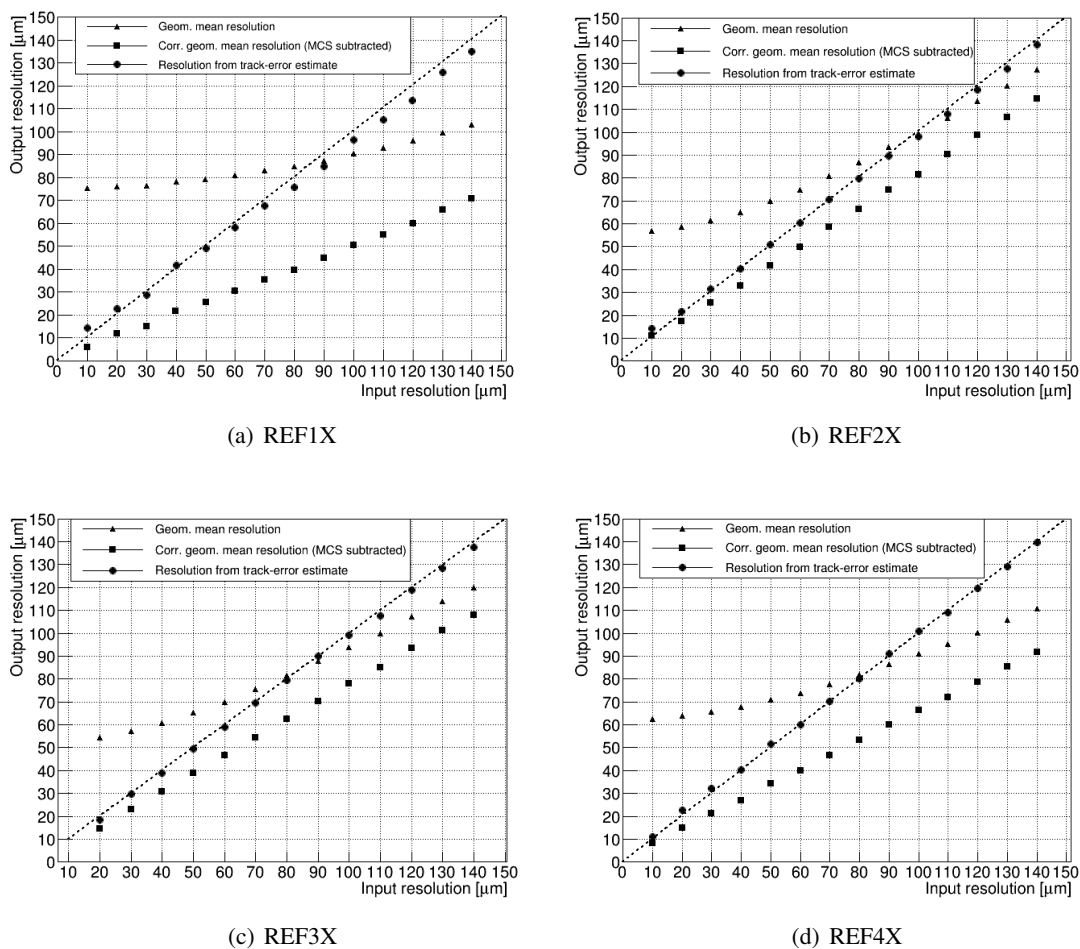 Output resolution [μm]
150
140
130
120
110
100
90
80
70
60
50
40
30
20
10
0
Geom. mean resolution
Corr. geom. mean resolution (MCS subtracted)
Resolution from track-error estimate
0 10 20 30 40 50 60 70 80 90 100 110 120 130 140 150
Input resolution [μm]
(a) REF1X
Output resolution [μm]
150
140
130
120
110
100
90
80
70
60
50
40
30
20
10
0
Geom. mean resolution
Corr. geom. mean resolution (MCS subtracted)
Resolution from track-error estimate
0 10 20 30 40 50 60 70 80 90 100 110 120 130 140 150
Input resolution [μm]
(b) REF2X
Output resolution [μm]
150
140
130
120
110
100
90
80
70
60
50
40
30
20
10
0
Geom. mean resolution
Corr. geom. mean resolution (MCS subtracted)
Resolution from track-error estimate
10 20 30 40 50 60 70 80 90 100 110 120 130 140 150
Input resolution [μm]
(c) REF3X
Output resolution [μm]
150
140
130
120
110
100
90
80
70
60
50
40
30
20
10
0
Geom. mean resolution
Corr. geom. mean resolution (MCS subtracted)
Resolution from track-error estimate
0 10 20 30 40 50 60 70 80 90 100 110 120 130 140 150
Input resolution [μm]
(d) REF4X